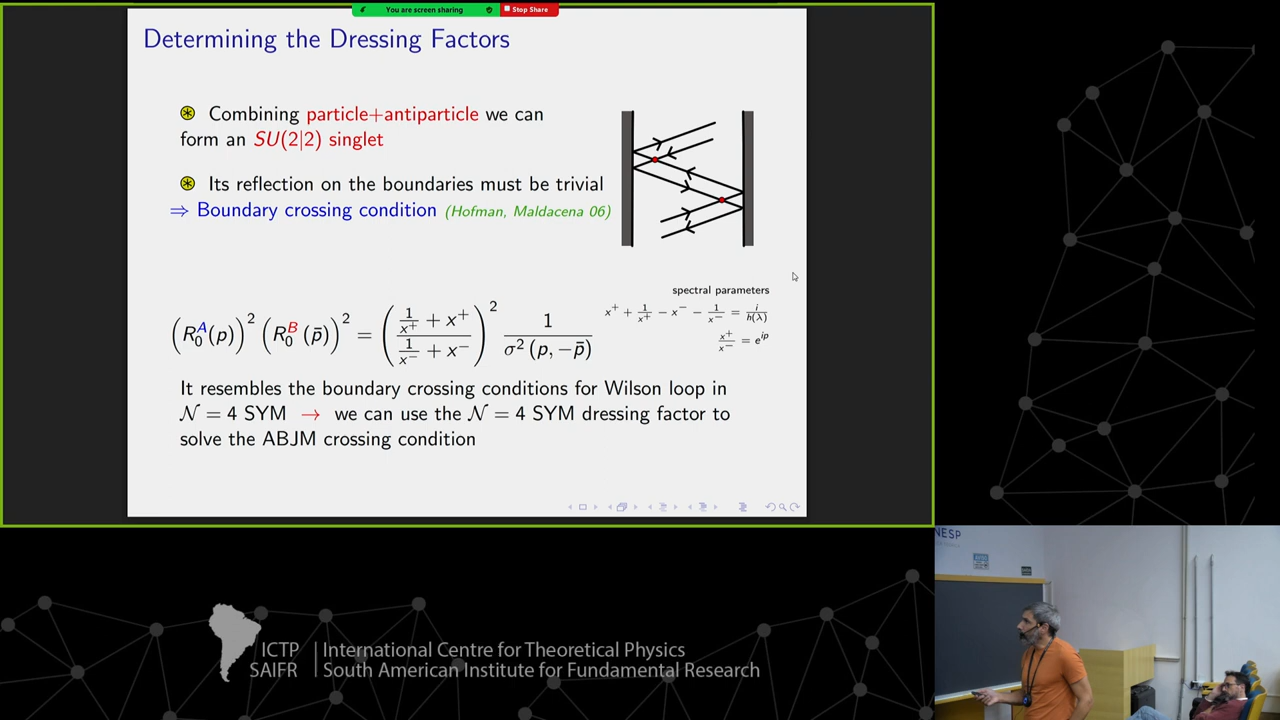 You are screen sharing
Stop Share
Determining the Dressing Factors
Combining particle+antiparticle we can
form an SU(2|2) singlet
Its reflection on the boundaries must be trivial
⇒ Boundary crossing condition (Hofman, Maldacena 06)
spectral parameters
x⁺ + 1/x⁺ − x⁻ − 1/x⁻ = i/h(λ)
x⁺/x⁻ = e^{ip}
(R₀^A(p))² (R₀^B(p̄))² = ((1/x⁺ + x⁺)/(1/x⁻ + x⁻))² 1/σ²(p, −p̄)
It resembles the boundary crossing conditions for Wilson loop in
𝒩 = 4 SYM → we can use the 𝒩 = 4 SYM dressing factor to
solve the ABJM crossing condition
NESP
ICTP
SAIFR
International Centre for Theoretical Physics
South American Institute for Fundamental Research